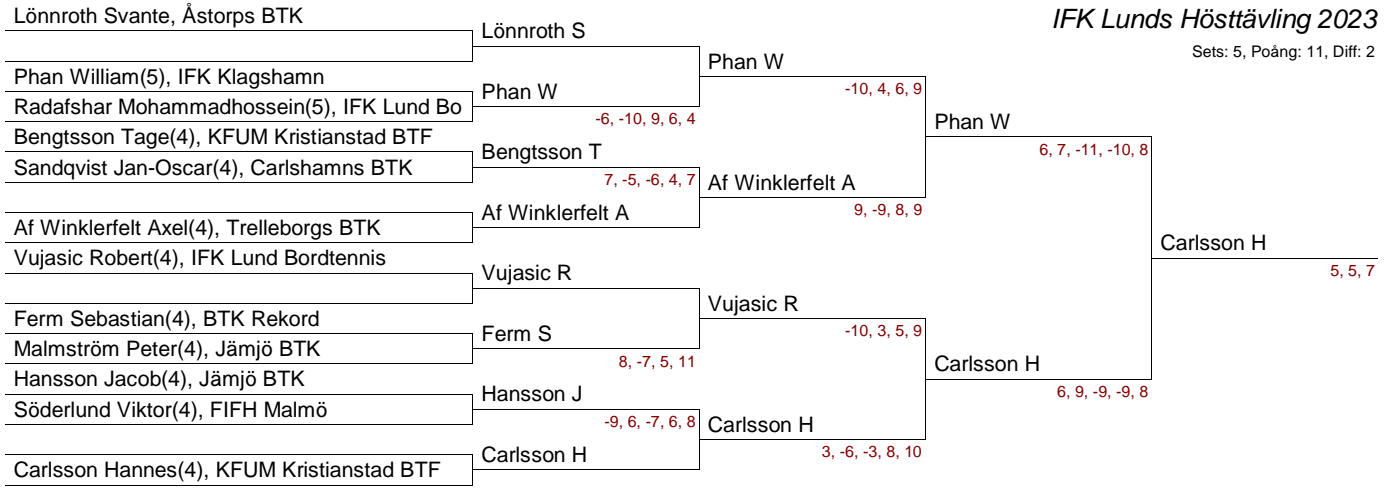 IFK Lunds Hösttävling 2023
Sets: 5, Poång: 11, Diff: 2
Lönnroth Svante, Åstorps BTK
Phan William(5), IFK Klagshamn
Radafshar Mohammadhossein(5), IFK Lund Bo
Bengtsson Tage(4), KFUM Kristianstad BTF
Sandqvist Jan-Oscar(4), Carlshamns BTK
Af Winklerfelt Axel(4), Trelleborgs BTK
Vujasic Robert(4), IFK Lund Bordtennis
Ferm Sebastian(4), BTK Rekord
Malmström Peter(4), Jämjö BTK
Hansson Jacob(4), Jämjö BTK
Söderlund Viktor(4), FIFH Malmö
Carlsson Hannes(4), KFUM Kristianstad BTF
Lönnroth S
Phan W
-6, -10, 9, 6, 4
Bengtsson T
7, -5, -6, 4, 7
Af Winklerfelt A
Vujasic R
Ferm S
8, -7, 5, 11
Hansson J
-9, 6, -7, 6, 8
Carlsson H
Phan W
-10, 4, 6, 9
Af Winklerfelt A
9, -9, 8, 9
Vujasic R
-10, 3, 5, 9
Carlsson H
3, -6, -3, 8, 10
Phan W
6, 7, -11, -10, 8
Carlsson H
6, 9, -9, -9, 8
Carlsson H
5, 5, 7